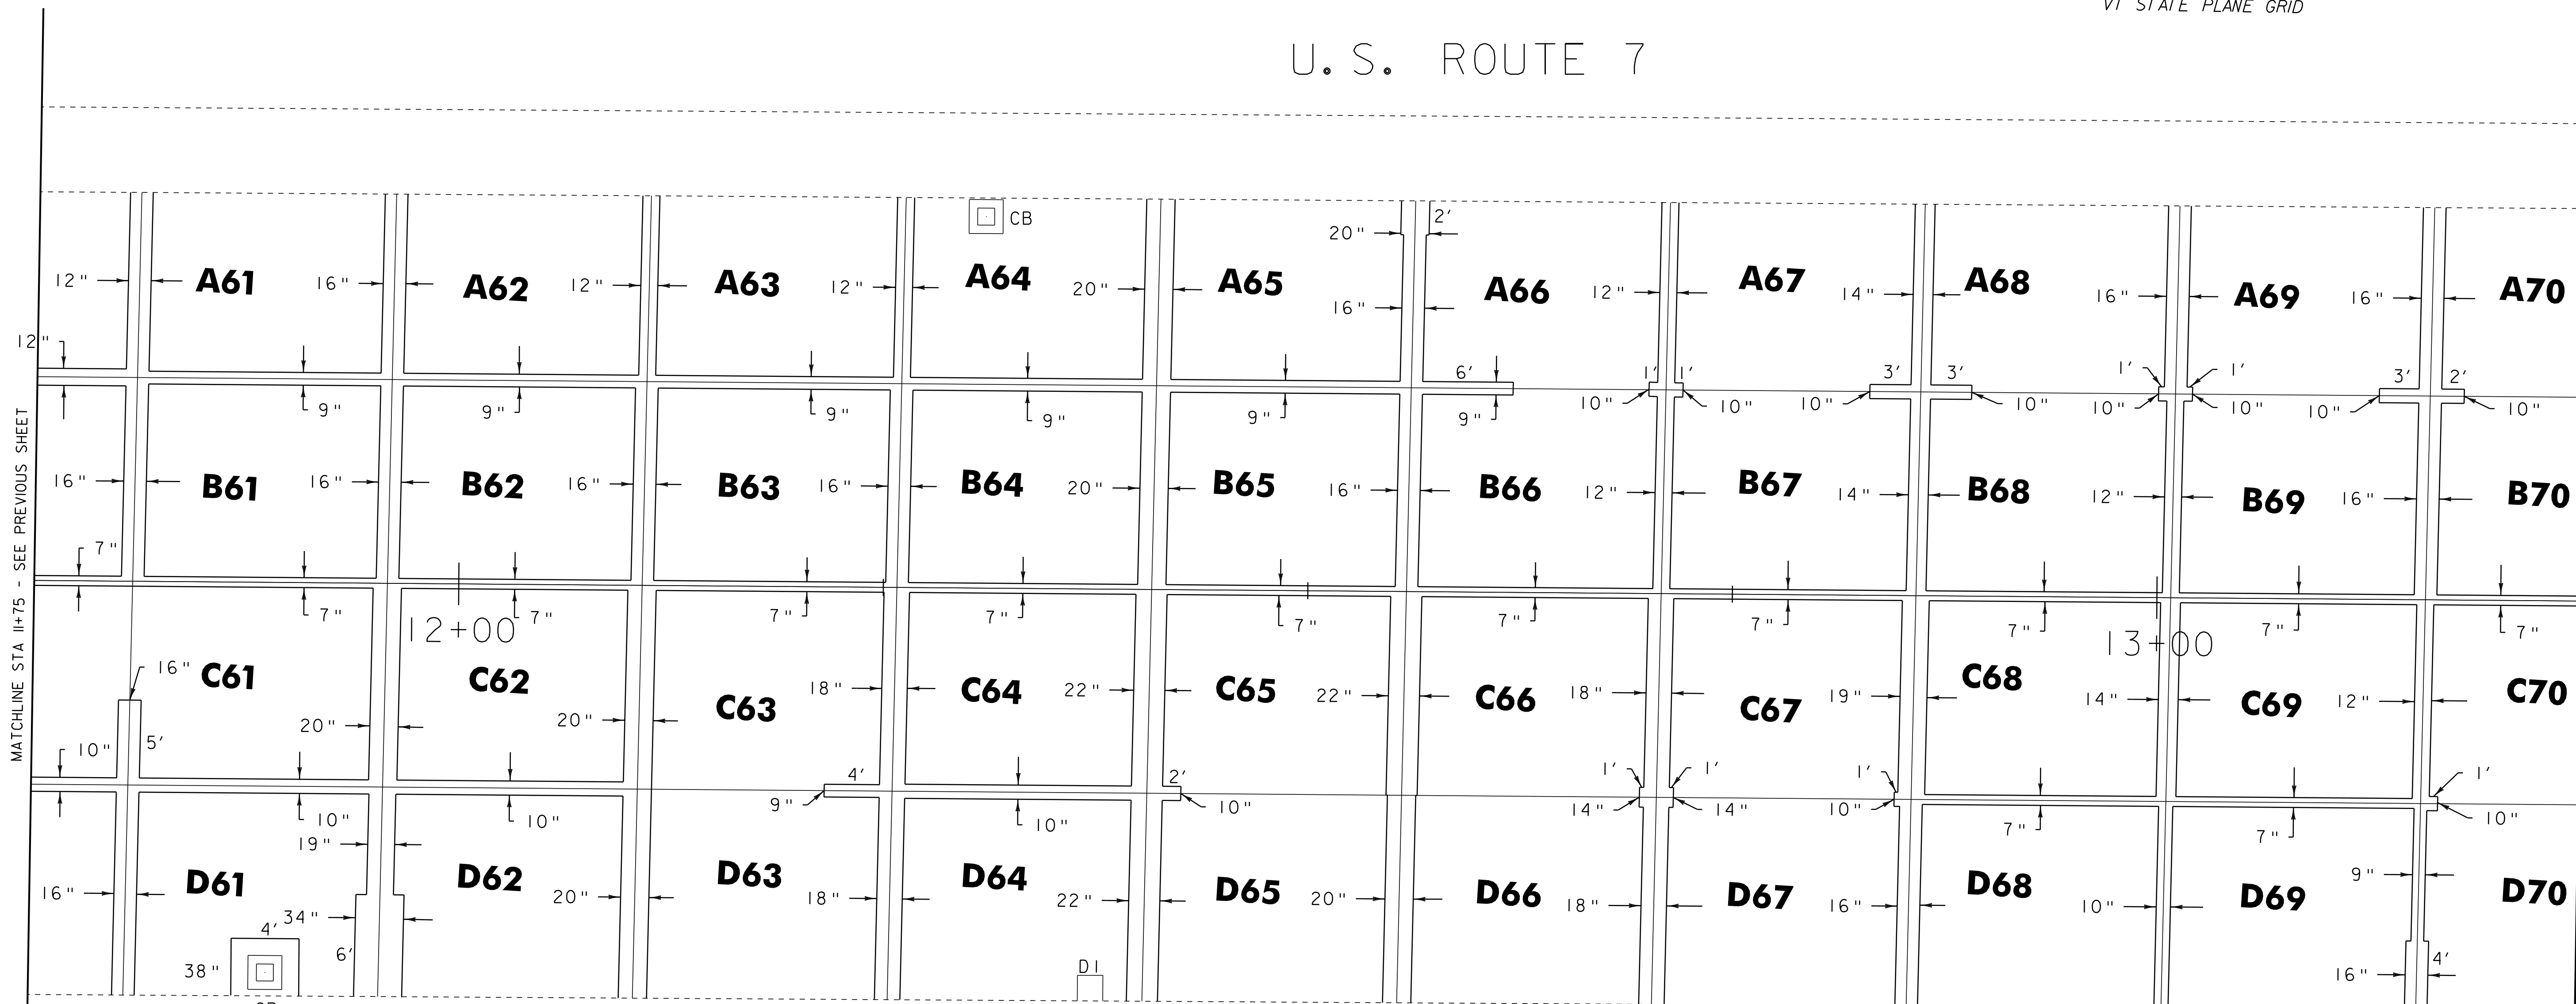 VT STATE PLANE GRID
U.S. ROUTE 7
CB
2'
20"
12" A61 16" A62 12" A63 12" A64 20" A65 16" A66 12" A67 14" A68 16" A69 16" A70
12"
6' 1' 1' 3' 3' 1' 1' 3' 2'
9" 9" 9" 9" 9" 9" 10" 10" 10" 10" 10" 10" 10" 10"
16" B61 16" B62 16" B63 16" B64 20" B65 16" B66 12" B67 14" B68 12" B69 16" B70
MATCHLINE STA 11+75 - SEE PREVIOUS SHEET
7"
7" 7" 7" 7" 7" 7" 7" 7" 7" 7"
12+00 13+00
16" C61 20" C62 20" C63 18" C64 22" C65 22" C66 18" C67 19" C68 14" C69 12" C70
10" 5' 4' 2' 1' 1' 1' 1'
9" 10" 14" 14" 10" 10"
10" 10" 10" 7" 7"
19"
16" D61 D62 20" D63 18" D64 22" D65 20" D66 18" D67 16" D68 10" D69 9" D70
34"
4' 6' 4'
38" D1 16"